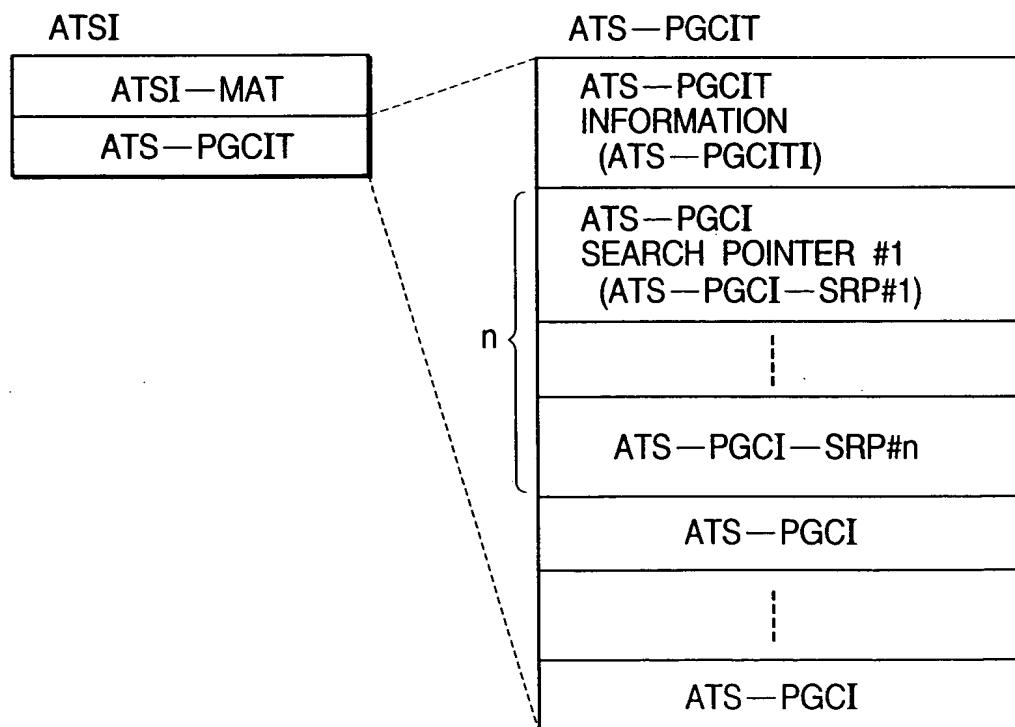 ATSI
ATSI—MAT
ATS—PGCIT
ATS—PGCIT
ATS—PGCIT
INFORMATION
(ATS—PGCITI)
ATS—PGCI
SEARCH POINTER #1
(ATS—PGCI—SRP#1)
n
ATS—PGCI—SRP#n
ATS—PGCI
ATS—PGCI